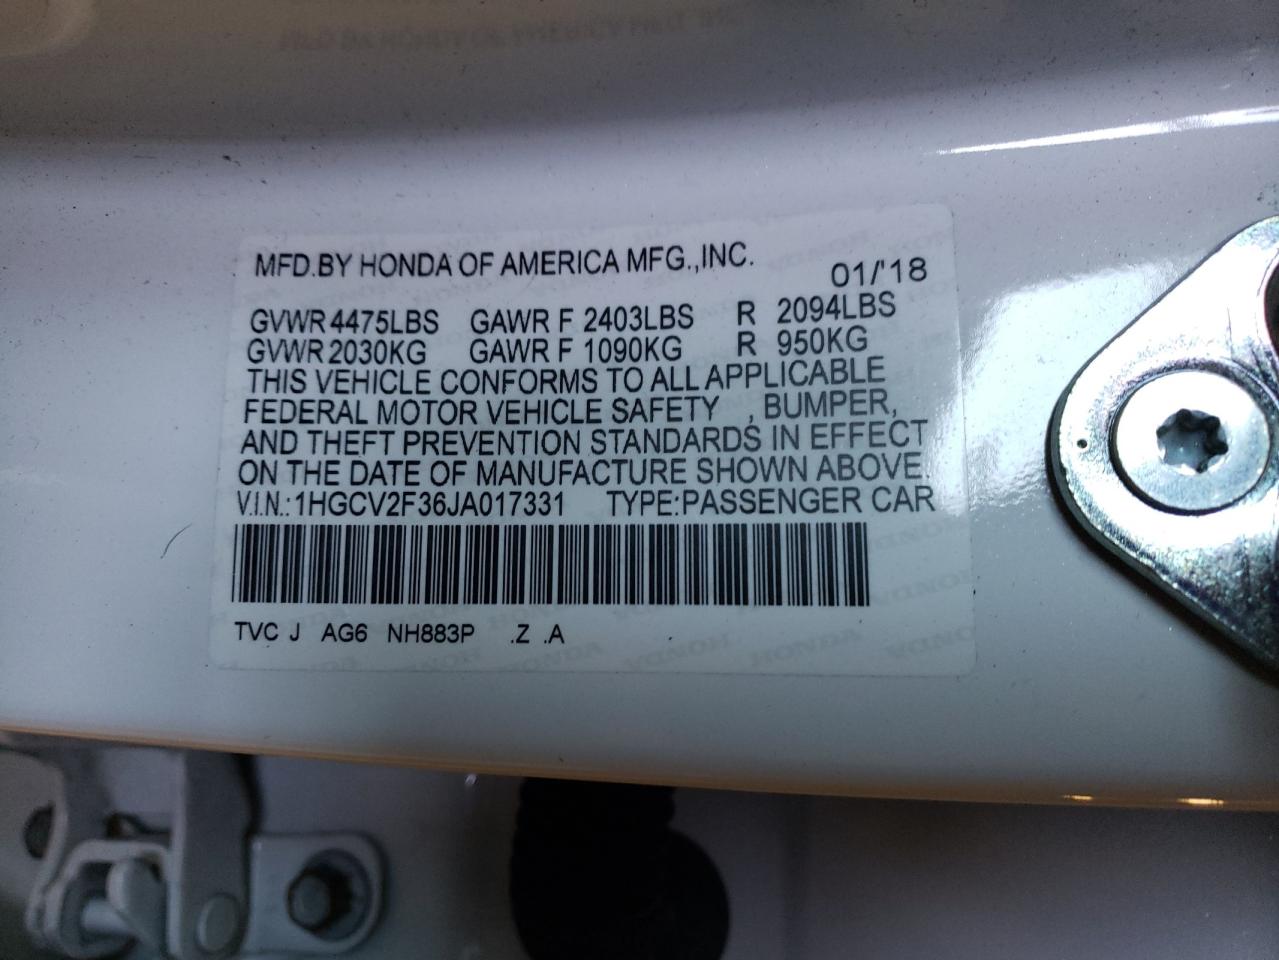 MFD.BY HONDA OF AMERICA MFG.,INC.
01/'18
GVWR 4475LBS GAWR F 2403LBS R 2094LBS
GVWR 2030KG GAWR F 1090KG R 950KG
THIS VEHICLE CONFORMS TO ALL APPLICABLE
FEDERAL MOTOR VEHICLE SAFETY , BUMPER,
AND THEFT PREVENTION STANDARDS IN EFFECT
ON THE DATE OF MANUFACTURE SHOWN ABOVE
V.I.N.:1HGCV2F36JA017331 TYPE:PASSENGER CAR
TVC J AG6 NH883P .Z .A